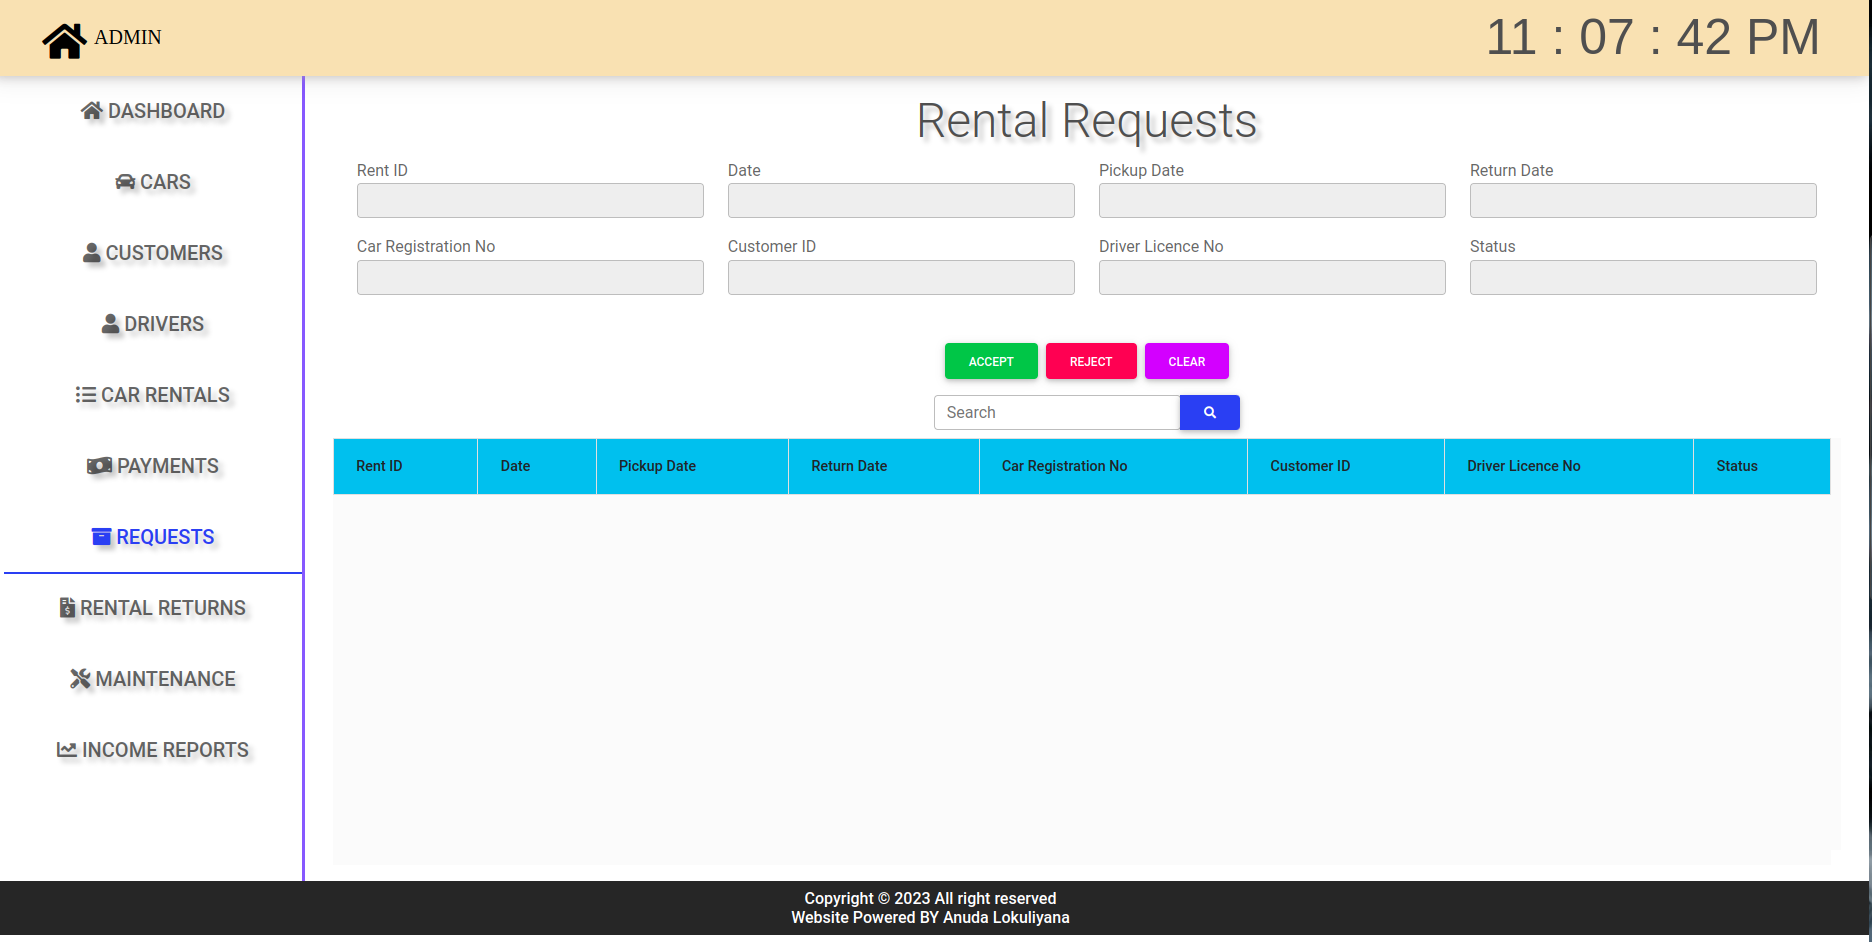 ADMIN
11 : 07 : 42 PM
DASHBOARD
CARS
CUSTOMERS
DRIVERS
CAR RENTALS
PAYMENTS
REQUESTS
RENTAL RETURNS
MAINTENANCE
INCOME REPORTS
Rental Requests
Rent ID
Date
Pickup Date
Return Date
Car Registration No
Customer ID
Driver Licence No
Status
ACCEPT
REJECT
CLEAR
Search
Rent ID
Date
Pickup Date
Return Date
Car Registration No
Customer ID
Driver Licence No
Status
Copyright © 2023 All right reserved
Website Powered BY Anuda Lokuliyana